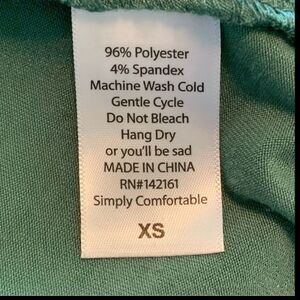 96% Polyester
4% Spandex
Machine Wash Cold
Gentle Cycle
Do Not Bleach
Hang Dry
or you'll be sad
MADE IN CHINA
RN#142161
Simply Comfortable
XS